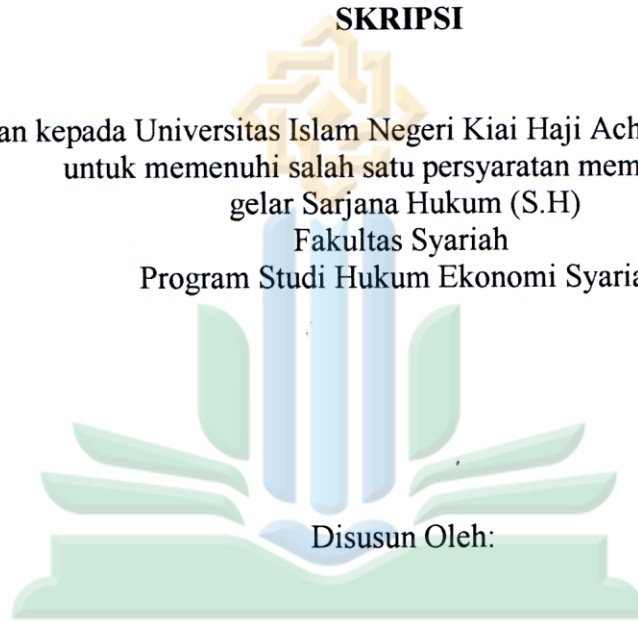 SKRIPSI
an kepada Universitas Islam Negeri Kiai Haji Ach
untuk memenuhi salah satu persyaratan mem
gelar Sarjana Hukum (S.H)
Fakultas Syariah
Program Studi Hukum Ekonomi Syaria
Disusun Oleh: